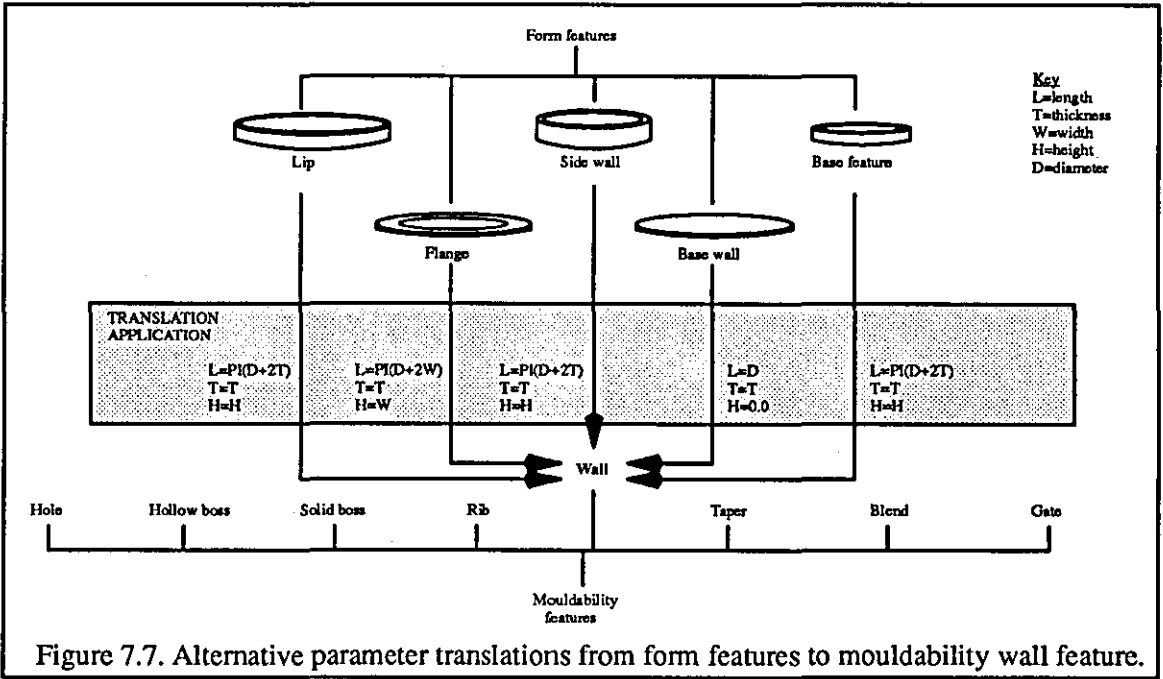 Form features
Key
L=length
T=thickness
W=width
H=height
D=diameter
Lip
Side wall
Base feature
Flange
Base wall
TRANSLATION
APPLICATION
L=PI(D+2T)
T=T
H=H
L=PI(D+2W)
T=T
H=W
L=PI(D+2T)
T=T
H=H
L=D
T=T
H=0.0
L=PI(D+2T)
T=T
H=H
Wall
Hole
Hollow boss
Solid boss
Rib
Taper
Blend
Gate
Mouldability
features
Figure 7.7. Alternative parameter translations from form features to mouldability wall feature.